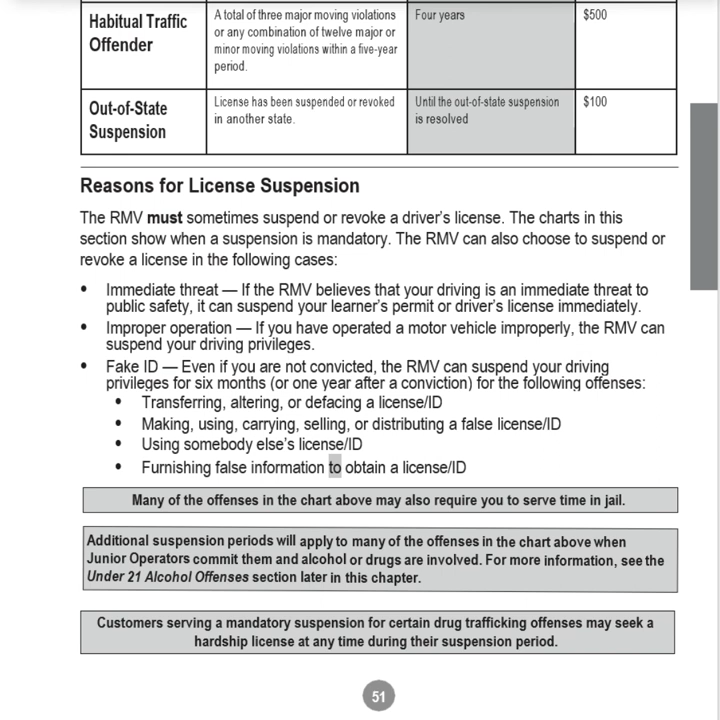 Habitual Traffic
Offender
A total of three major moving violations
or any combination of twelve major or
minor moving violations within a five-year
period.
Four years
$500
Out-of-State
Suspension
License has been suspended or revoked
in another state.
Until the out-of-state suspension
is resolved
$100
Reasons for License Suspension
The RMV must sometimes suspend or revoke a driver's license. The charts in this
section show when a suspension is mandatory. The RMV can also choose to suspend or
revoke a license in the following cases:
• Immediate threat — If the RMV believes that your driving is an immediate threat to
public safety, it can suspend your learner's permit or driver's license immediately.
• Improper operation — If you have operated a motor vehicle improperly, the RMV can
suspend your driving privileges.
• Fake ID — Even if you are not convicted, the RMV can suspend your driving
privileges for six months (or one year after a conviction) for the following offenses:
• Transferring, altering, or defacing a license/ID
• Making, using, carrying, selling, or distributing a false license/ID
• Using somebody else's license/ID
• Furnishing false information to obtain a license/ID
Many of the offenses in the chart above may also require you to serve time in jail.
Additional suspension periods will apply to many of the offenses in the chart above when
Junior Operators commit them and alcohol or drugs are involved. For more information, see the
Under 21 Alcohol Offenses section later in this chapter.
Customers serving a mandatory suspension for certain drug trafficking offenses may seek a
hardship license at any time during their suspension period.
51